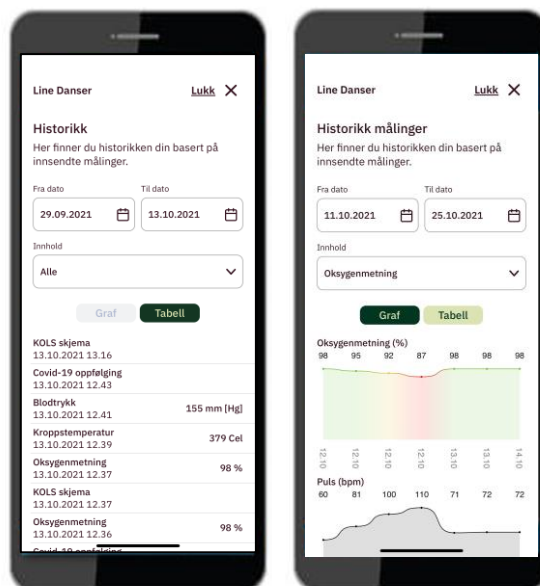 Line Danser
Lukk
Historikk
Her finner du historikken din basert på
innsendte målinger.
Fra dato
Til dato
29.09.2021
13.10.2021
Innhold
Alle
Graf
Tabell
KOLS skjema
13.10.2021 13.16
Covid-19 oppfølging
13.10.2021 12.43
Blodtrykk
13.10.2021 12.41
155 mm [Hg]
Kroppstemperatur
13.10.2021 12.39
379 Cel
Oksygenmetning
13.10.2021 12.37
98 %
KOLS skjema
13.10.2021 12.37
Oksygenmetning
13.10.2021 12.36
98 %
Covid-19 oppfølging
Line Danser
Lukk
Historikk målinger
Her finner du historikken din basert på
innsendte målinger.
Fra dato
Til dato
11.10.2021
25.10.2021
Innhold
Oksygenmetning
Graf
Tabell
Oksygenmetning (%)
98 95 92 87 98 98 98
12.10 12.10 12.10 12.10 13.10 13.10 14.10
Puls (bpm)
60 81 100 110 71 72 72